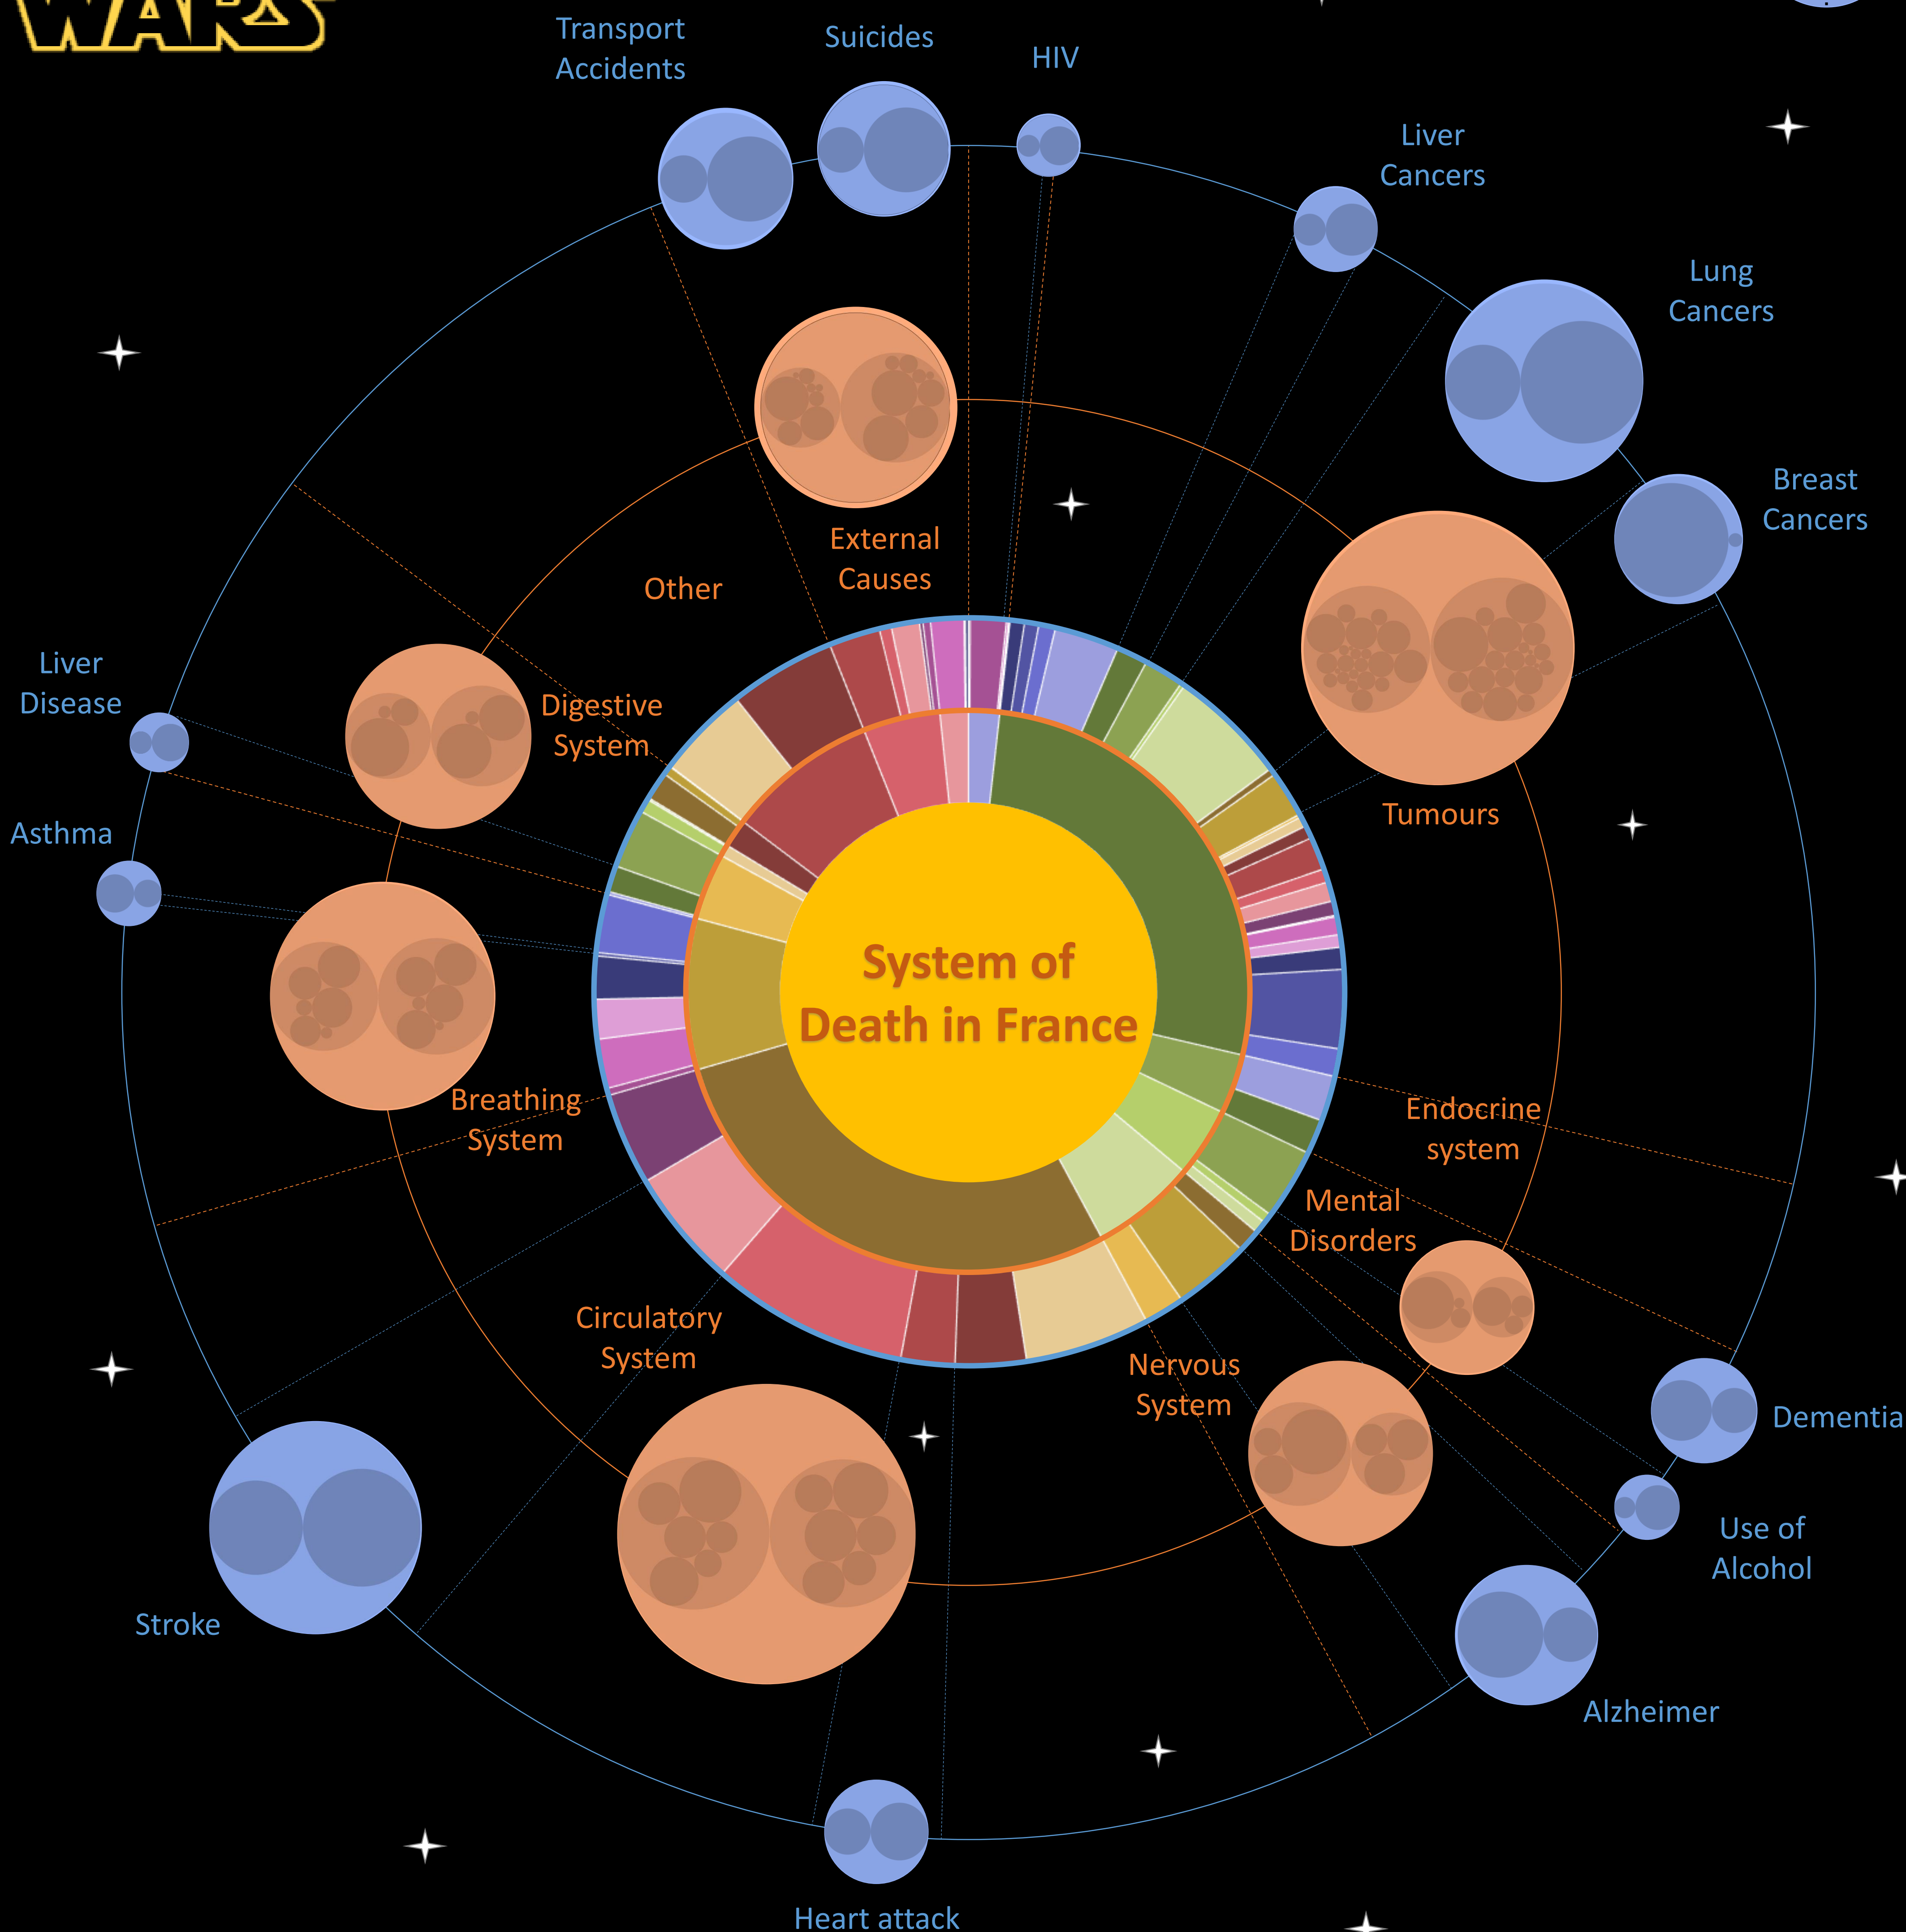 WARS
Transport
Accidents
Suicides
HIV
Liver
Cancers
Lung
Cancers
Breast
Cancers
External
Causes
Other
Liver
Disease
Digestive
System
Tumours
Asthma
System of
Death in France
Breathing
System
Endocrine
system
Mental
Disorders
Circulatory
System
Nervous
System
Dementia
Use of
Alcohol
Stroke
Alzheimer
Heart attack